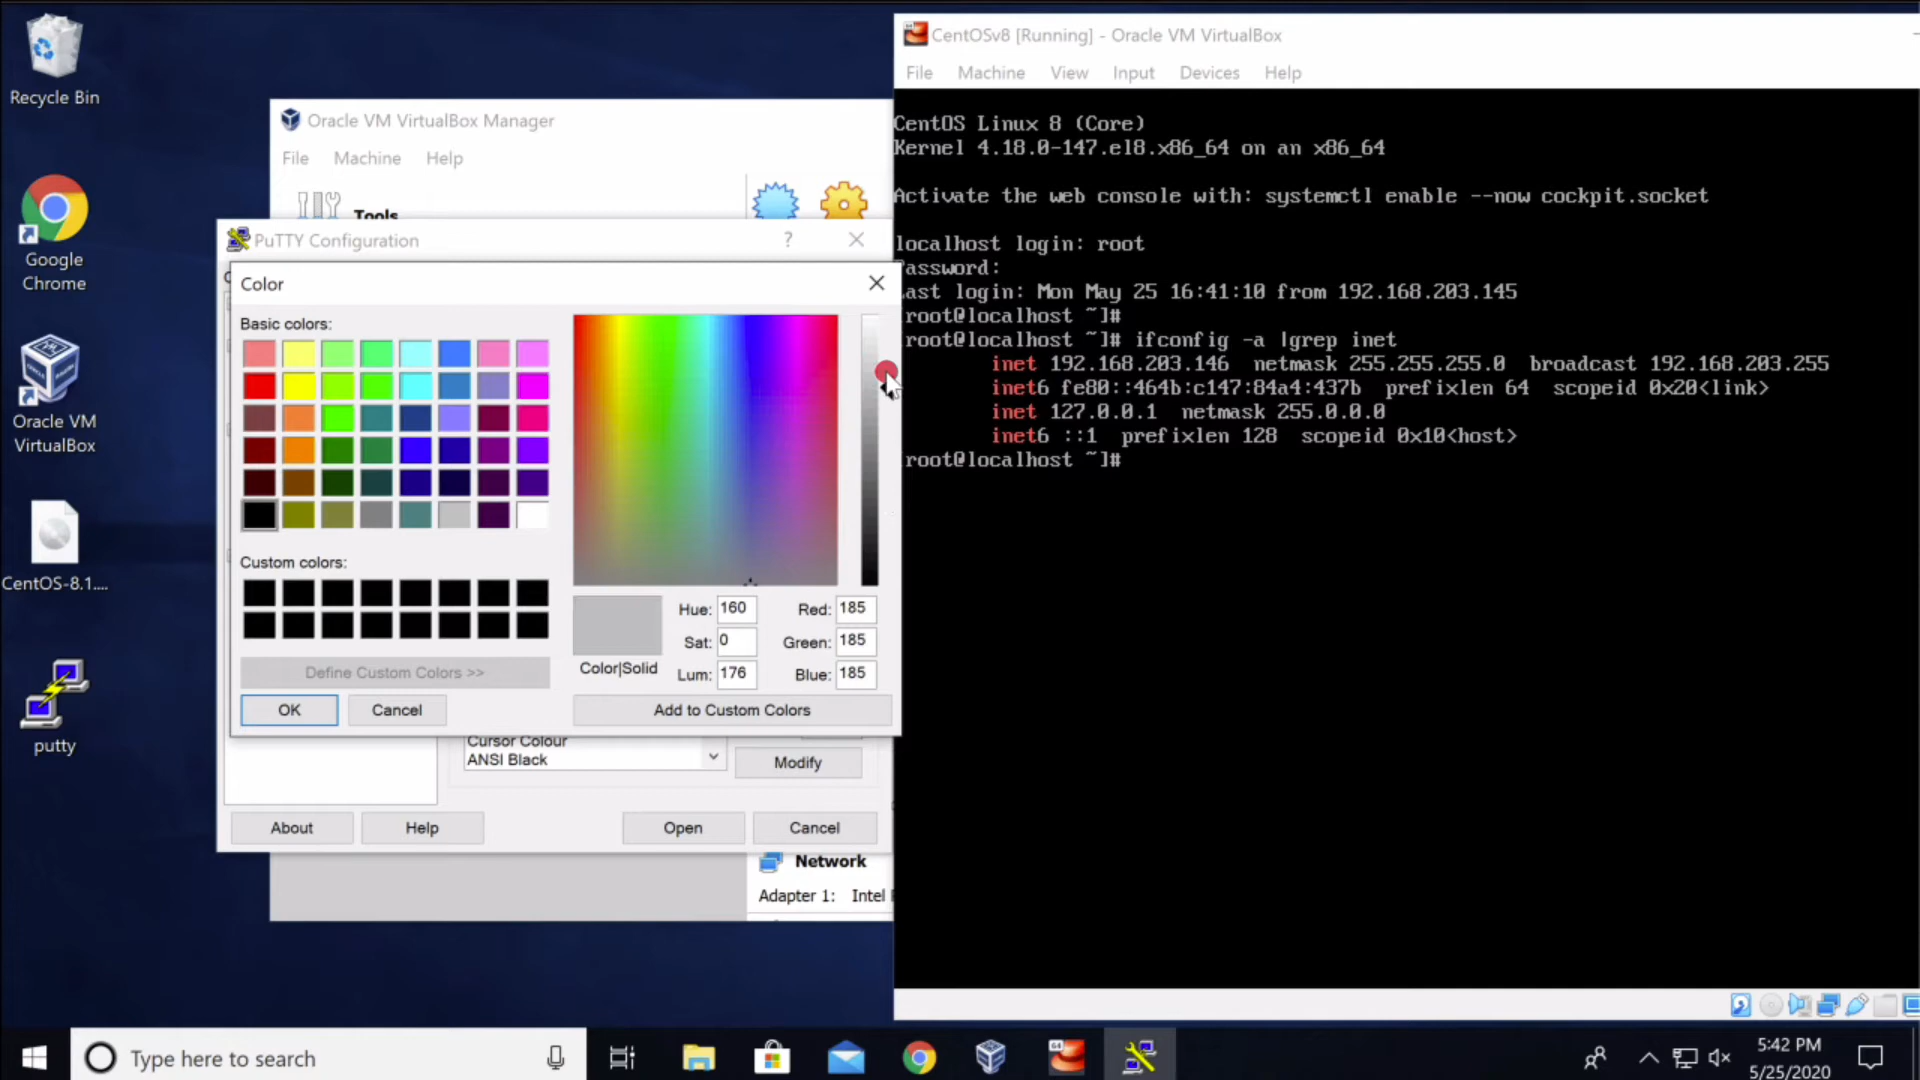 Recycle Bin
Google
Chrome
Oracle VM
VirtualBox
CentOS-8.1....
putty
Oracle VM VirtualBox Manager
File Machine Help
Tools
PuTTY Configuration
?
Color
Basic colors:
Custom colors:
Define Custom Colors >>
OK Cancel
Hue: 160 Red: 185
Sat: 0 Green: 185
Color|Solid
Lum: 176 Blue: 185
Add to Custom Colors
Cursor Colour
ANSI Black
Modify
About Help Open Cancel
Network
Adapter 1: Intel
CentOSv8 [Running] - Oracle VM VirtualBox
File Machine View Input Devices Help
CentOS Linux 8 (Core)
Kernel 4.18.0-147.el8.x86_64 on an x86_64
Activate the web console with: systemctl enable --now cockpit.socket
localhost login: root
Password:
Last login: Mon May 25 16:41:10 from 192.168.203.145
root@localhost ~]#
root@localhost ~]# ifconfig -a |grep inet
inet 192.168.203.146 netmask 255.255.255.0 broadcast 192.168.203.255
inet6 fe80::464b:c147:84a4:437b prefixlen 64 scopeid 0x20<link>
inet 127.0.0.1 netmask 255.0.0.0
inet6 ::1 prefixlen 128 scopeid 0x10<host>
root@localhost ~]#
Type here to search
64
5:42 PM
5/25/2020